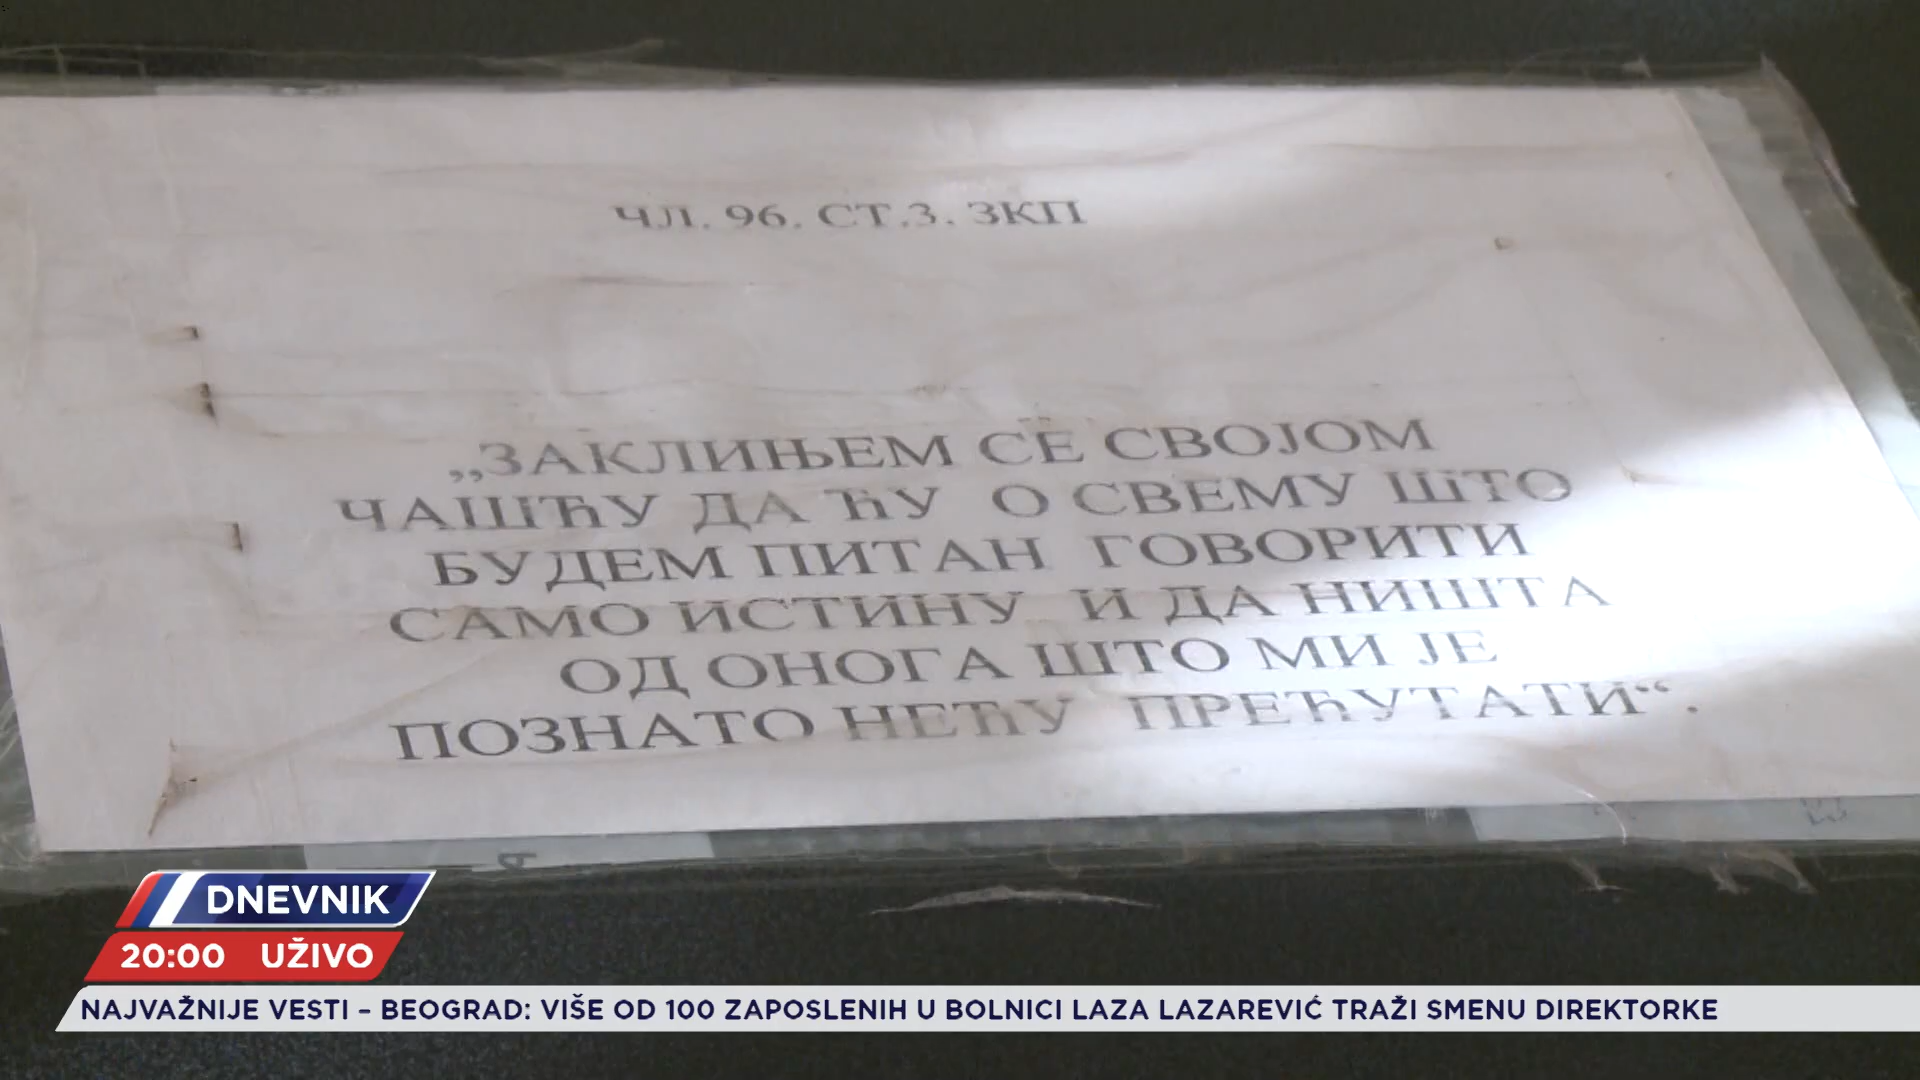 ЧЛ. 96. СТ.3. ЗКП
„ЗАКЛИЊЕМ СЕ СВОЈОМ
ЧАШЋУ ДА ЋУ О СВЕМУ ШТО
БУДЕМ ПИТАН ГОВОРИТИ
САМО ИСТИНУ И ДА НИШТА
ОД ОНОГА ШТО МИ ЈЕ
ПОЗНАТО НЕЋУ ПРЕЋУТАТИ“.
DNEVNIK
20:00 UŽIVO
NAJVAŽNIJE VESTI – BEOGRAD: VIŠE OD 100 ZAPOSLENIH U BOLNICI LAZA LAZAREVIĆ TRAŽI SMENU DIREKTORKE